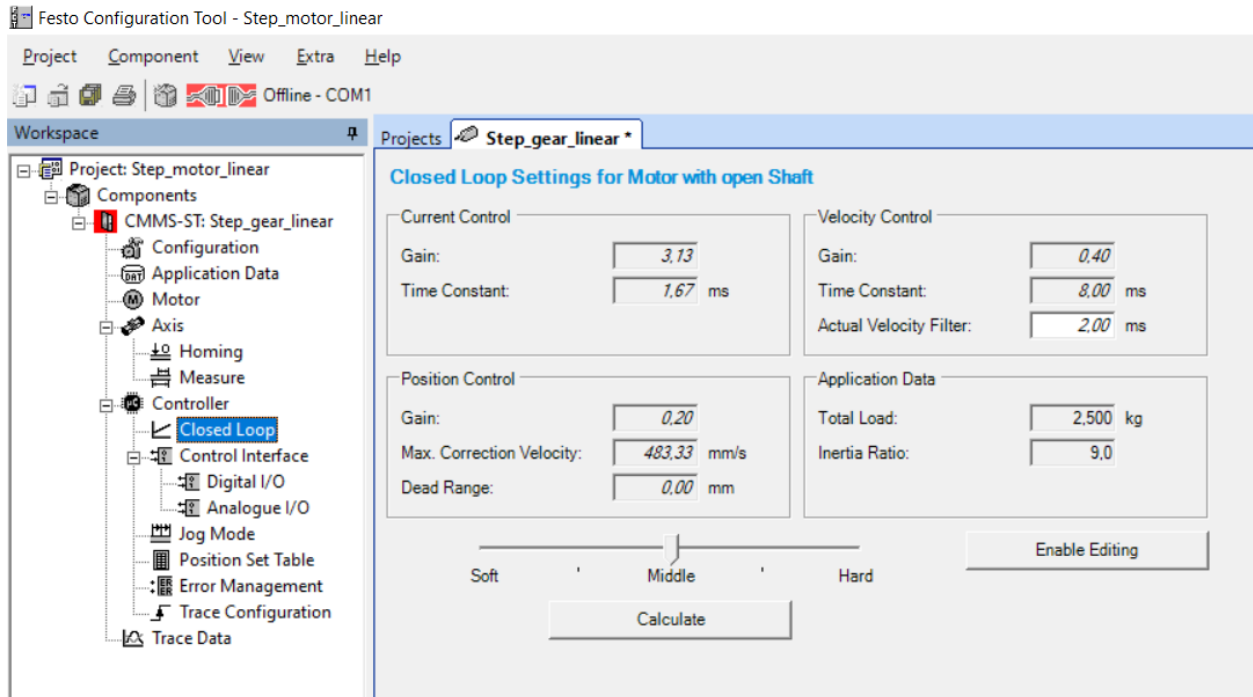 Festo Configuration Tool - Step_motor_linear
Project Component View Extra Help
Offline - COM1
Workspace
Projects Step_gear_linear *
Project: Step_motor_linear
Components
CMMS-ST: Step_gear_linear
Configuration
Application Data
Motor
Axis
Homing
Measure
Controller
Closed Loop
Control Interface
Digital I/O
Analogue I/O
Jog Mode
Position Set Table
Error Management
Trace Configuration
Trace Data
Closed Loop Settings for Motor with open Shaft
Current Control
Gain: 3,13
Time Constant: 1,67 ms
Velocity Control
Gain: 0,40
Time Constant: 8,00 ms
Actual Velocity Filter: 2,00 ms
Position Control
Gain: 0,20
Max. Correction Velocity: 483,33 mm/s
Dead Range: 0,00 mm
Application Data
Total Load: 2,500 kg
Inertia Ratio: 9,0
Soft ' Middle ' Hard
Enable Editing
Calculate